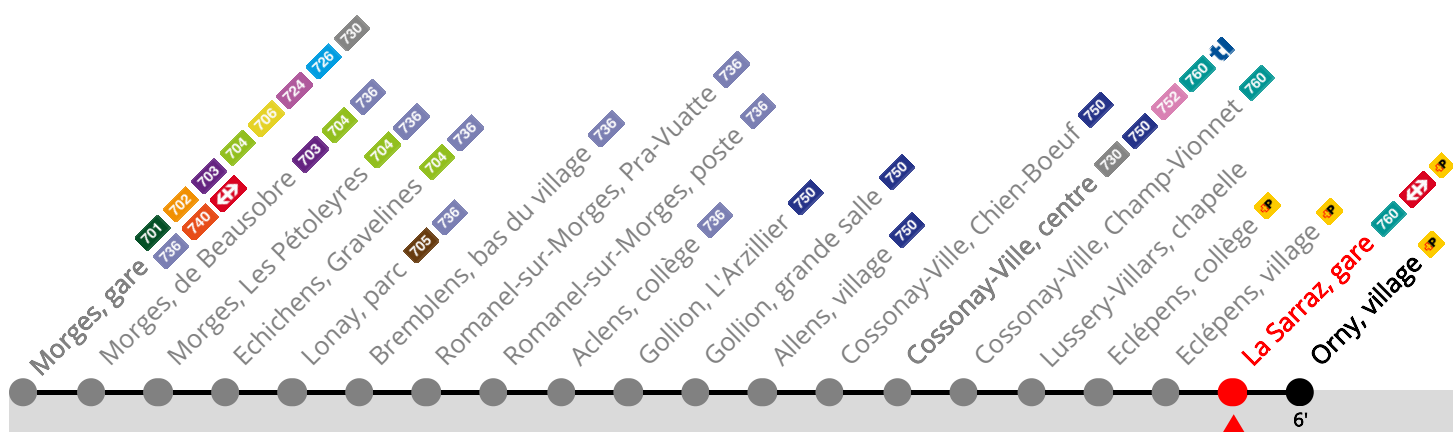 Morges, gare 701 702 703 704 706 724 726 730
736 740
Morges, de Beausobre 703 704 736
Morges, Les Pétoleyres 704 736
Echichens, Gravelines 704 736
Lonay, parc 705 736
Bremblens, bas du village 736
Romanel-sur-Morges, Pra-Vuatte 736
Romanel-sur-Morges, poste 736
Aclens, collège 736
Gollion, L'Arzillier 750
Gollion, grande salle 750
Allens, village 750
Cossonay-Ville, Chien-Boeuf 750
Cossonay-Ville, centre 730 750 752 760 tl
Cossonay-Ville, Champ-Vionnet 760
Lussery-Villars, chapelle
Eclépens, collège P
Eclépens, village P
La Sarraz, gare 760 P
Orny, village P
6'